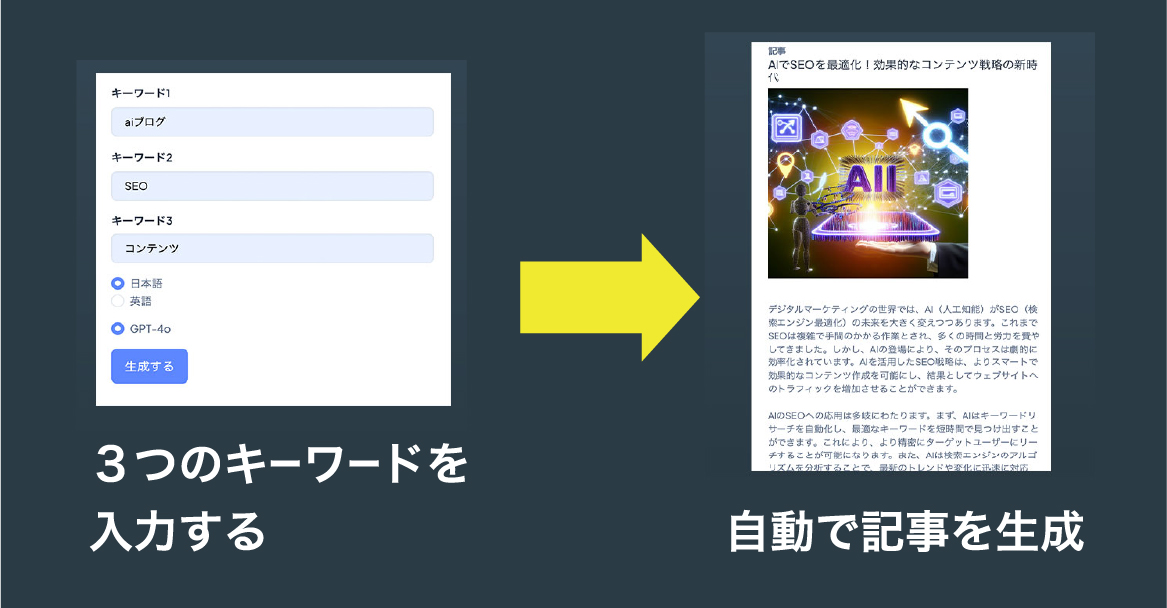 キーワード1
aiブログ
キーワード2
SEO
キーワード3
コンテンツ
日本語
英語
GPT-4o
生成する
３つのキーワードを
入力する
記事
AIでSEOを最適化！効果的なコンテンツ戦略の新時
代
AII
デジタルマーケティングの世界では、AI（人工知能）がSEO（検
索エンジン最適化）の未来を大きく変えつつあります。これまで
SEOは複雑で手間のかかる作業とされ、多くの時間と労力を費や
してきました。しかし、AIの登場により、そのプロセスは劇的に
効率化されています。AIを活用したSEO戦略は、よりスマートで
効果的なコンテンツ作成を可能にし、結果としてウェブサイトへ
のトラフィックを増加させることができます。
AIのSEOへの応用は多岐にわたります。まず、AIはキーワードリ
サーチを自動化し、最適なキーワードを短時間で見つけ出すこと
ができます。これにより、より精密にターゲットユーザーにリー
チすることが可能になります。また、AIは検索エンジンのアルゴ
リズムを分析することで、最新のトレンドや変化に迅速に対応
自動で記事を生成